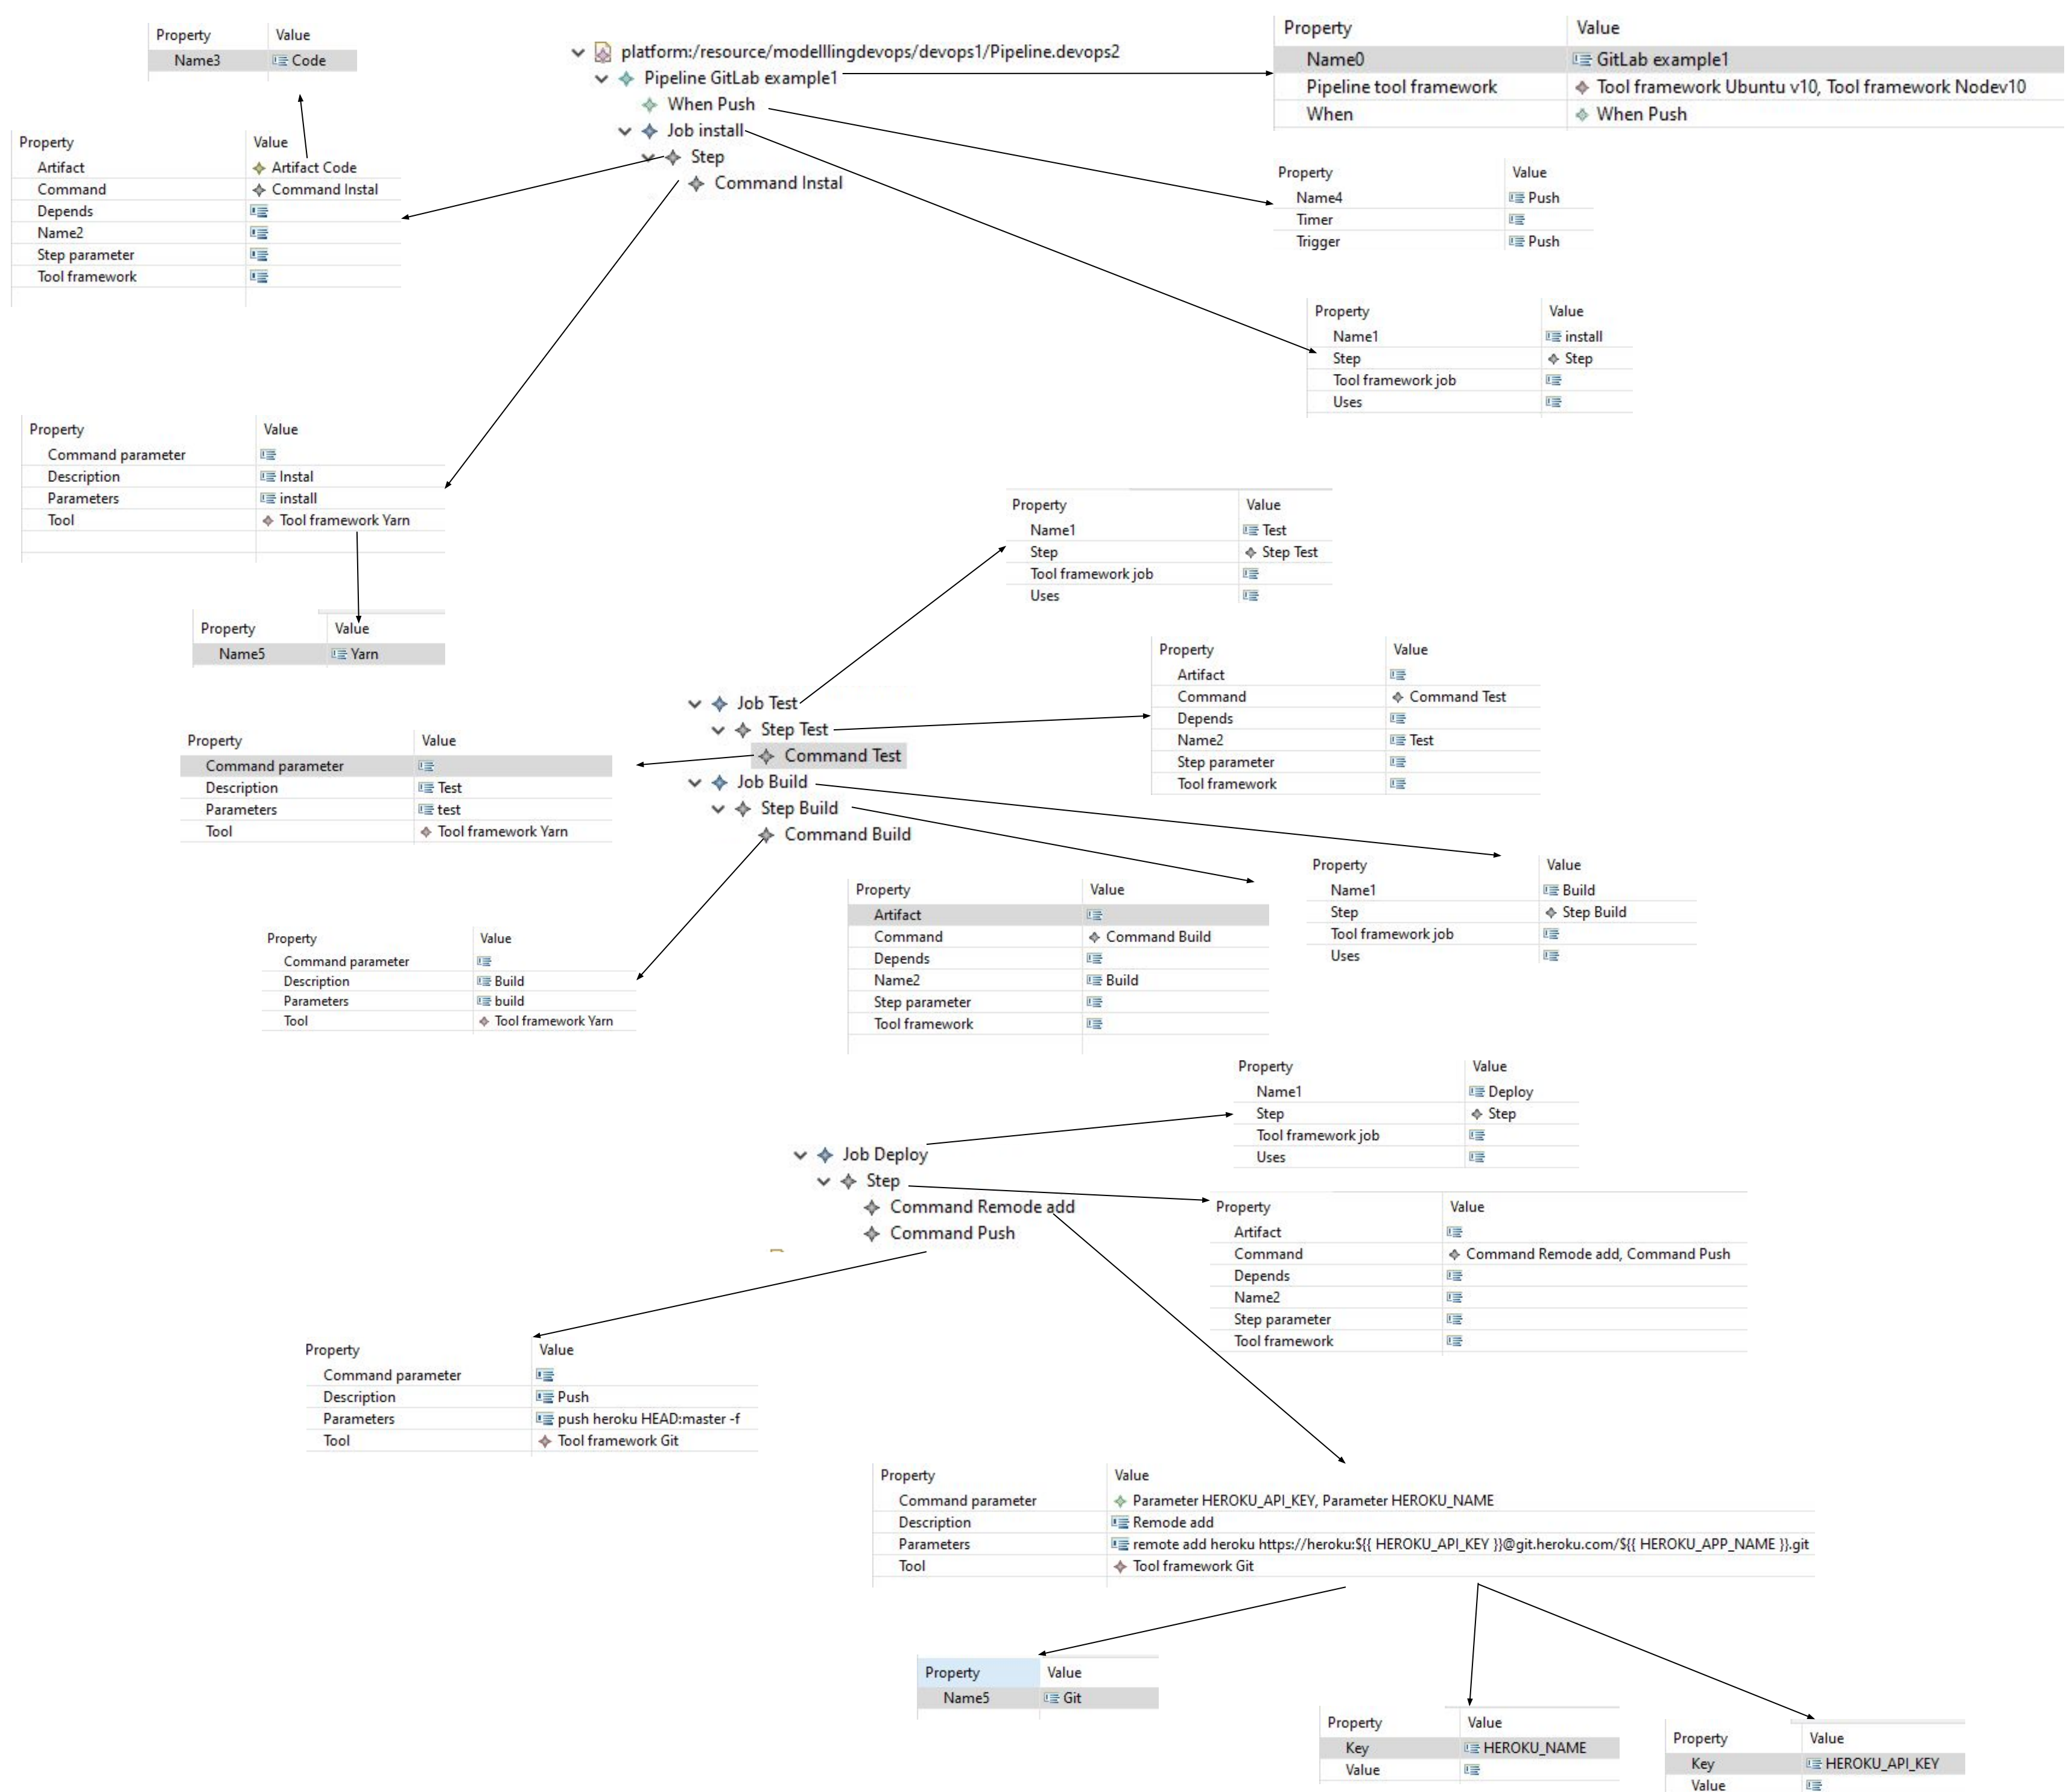 Property Value
Name3 Code
platform:/resource/modelllingdevops/devops1/Pipeline.devops2
Pipeline GitLab example1
When Push
Job install
Step
Command Instal
Property Value
Name0 GitLab example1
Pipeline tool framework Tool framework Ubuntu v10, Tool framework Nodev10
When When Push
Property Value
Artifact Artifact Code
Command Command Instal
Depends
Name2
Step parameter
Tool framework
Property Value
Name4 Push
Timer
Trigger Push
Property Value
Name1 install
Step Step
Tool framework job
Uses
Property Value
Command parameter
Description Instal
Parameters install
Tool Tool framework Yarn
Property Value
Name5 Yarn
Property Value
Name1 Test
Step Step Test
Tool framework job
Uses
Property Value
Artifact
Command Command Test
Depends
Name2 Test
Step parameter
Tool framework
Job Test
Step Test
Command Test
Job Build
Step Build
Command Build
Property Value
Command parameter
Description Test
Parameters test
Tool Tool framework Yarn
Property Value
Name1 Build
Step Step Build
Tool framework job
Uses
Property Value
Artifact
Command Command Build
Depends
Name2 Build
Step parameter
Tool framework
Property Value
Command parameter
Description Build
Parameters build
Tool Tool framework Yarn
Property Value
Name1 Deploy
Step Step
Tool framework job
Uses
Job Deploy
Step
Command Remode add
Command Push
Property Value
Artifact
Command Command Remode add, Command Push
Depends
Name2
Step parameter
Tool framework
Property Value
Command parameter
Description Push
Parameters push heroku HEAD:master -f
Tool Tool framework Git
Property Value
Command parameter Parameter HEROKU_API_KEY, Parameter HEROKU_NAME
Description Remode add
Parameters remote add heroku https://heroku:${{ HEROKU_API_KEY }}@git.heroku.com/${{ HEROKU_APP_NAME }}.git
Tool Tool framework Git
Property Value
Name5 Git
Property Value
Key HEROKU_NAME
Value
Property Value
Key HEROKU_API_KEY
Value